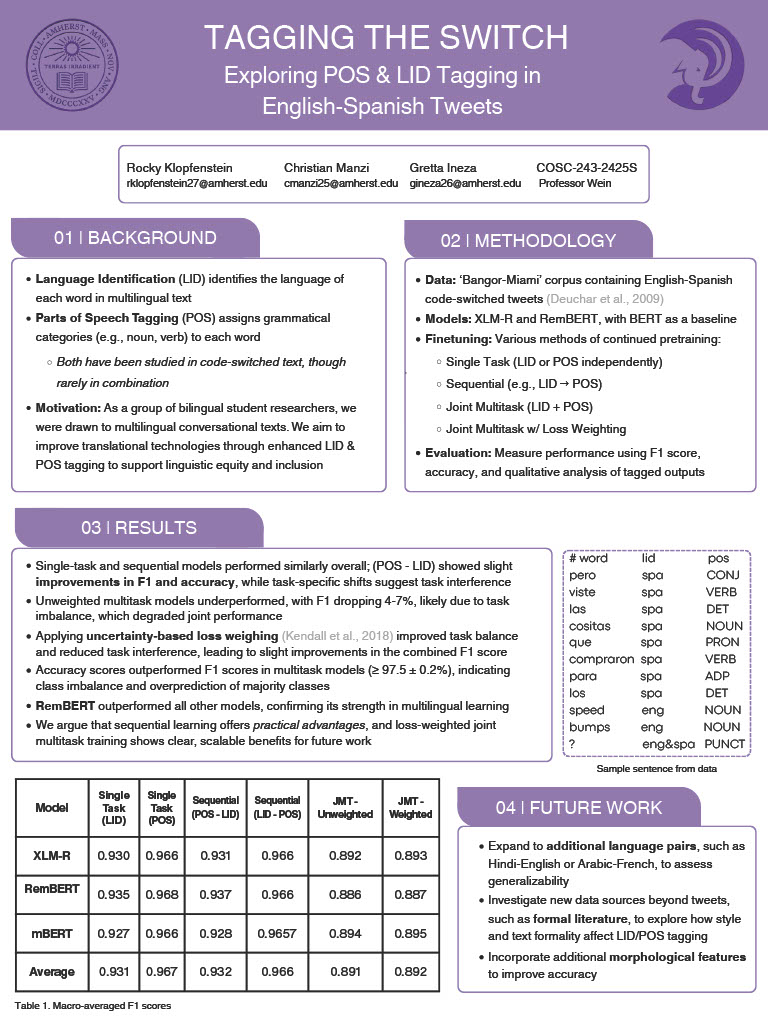 SIGILL · COLL · AMHERST · MASS · NOV · ANG · MDCCCXXV
TERRAS IRRADIENT
TAGGING THE SWITCH
Exploring POS & LID Tagging in
English-Spanish Tweets
Rocky Klopfenstein Christian Manzi Gretta Ineza COSC-243-2425S
rklopfenstein27@amherst.edu cmanzi25@amherst.edu gineza26@amherst.edu Professor Wein
01 | BACKGROUND
• Language Identification (LID) identifies the language of
each word in multilingual text
• Parts of Speech Tagging (POS) assigns grammatical
categories (e.g., noun, verb) to each word
○ Both have been studied in code-switched text, though
rarely in combination
• Motivation: As a group of bilingual student researchers, we
were drawn to multilingual conversational texts. We aim to
improve translational technologies through enhanced LID &
POS tagging to support linguistic equity and inclusion
02 | METHODOLOGY
• Data: ‘Bangor-Miami’ corpus containing English-Spanish
code-switched tweets (Deuchar et al., 2009)
• Models: XLM-R and RemBERT, with BERT as a baseline
• Finetuning: Various methods of continued pretraining:
○ Single Task (LID or POS independently)
○ Sequential (e.g., LID → POS)
○ Joint Multitask (LID + POS)
○ Joint Multitask w/ Loss Weighting
• Evaluation: Measure performance using F1 score,
accuracy, and qualitative analysis of tagged outputs
03 | RESULTS
• Single-task and sequential models performed similarly overall; (POS - LID) showed slight
improvements in F1 and accuracy, while task-specific shifts suggest task interference
• Unweighted multitask models underperformed, with F1 dropping 4-7%, likely due to task
imbalance, which degraded joint performance
• Applying uncertainty-based loss weighing (Kendall et al., 2018) improved task balance
and reduced task interference, leading to slight improvements in the combined F1 score
• Accuracy scores outperformed F1 scores in multitask models (≥ 97.5 ± 0.2%), indicating
class imbalance and overprediction of majority classes
• RemBERT outperformed all other models, confirming its strength in multilingual learning
• We argue that sequential learning offers practical advantages, and loss-weighted joint
multitask training shows clear, scalable benefits for future work
# word lid pos
pero spa CONJ
viste spa VERB
las spa DET
cositas spa NOUN
que spa PRON
compraron spa VERB
para spa ADP
los spa DET
speed eng NOUN
bumps eng NOUN
? eng&spa PUNCT
Sample sentence from data
Model Single Task (LID) Single Task (POS) Sequential (POS - LID) Sequential (LID - POS) JMT - Unweighted JMT - Weighted
XLM-R 0.930 0.966 0.931 0.966 0.892 0.893
RemBERT 0.935 0.968 0.937 0.966 0.886 0.887
mBERT 0.927 0.966 0.928 0.9657 0.894 0.895
Average 0.931 0.967 0.932 0.966 0.891 0.892
Table 1. Macro-averaged F1 scores
04 | FUTURE WORK
• Expand to additional language pairs, such as
Hindi-English or Arabic-French, to assess
generalizability
• Investigate new data sources beyond tweets,
such as formal literature, to explore how style
and text formality affect LID/POS tagging
• Incorporate additional morphological features
to improve accuracy